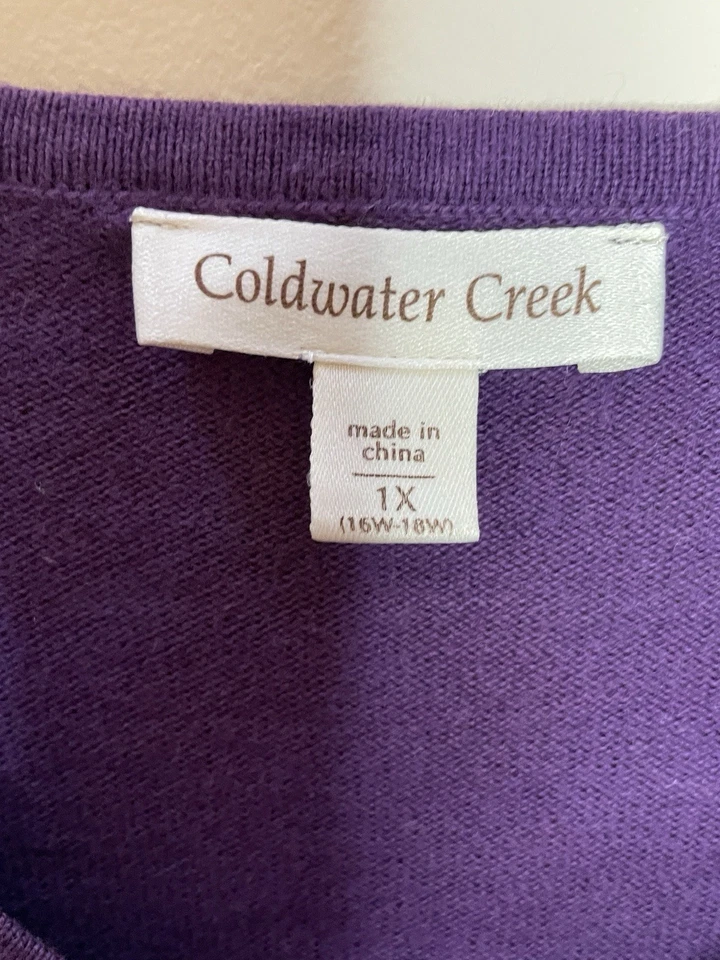 Coldwater Creek
made in
china
1X
(16W-18W)